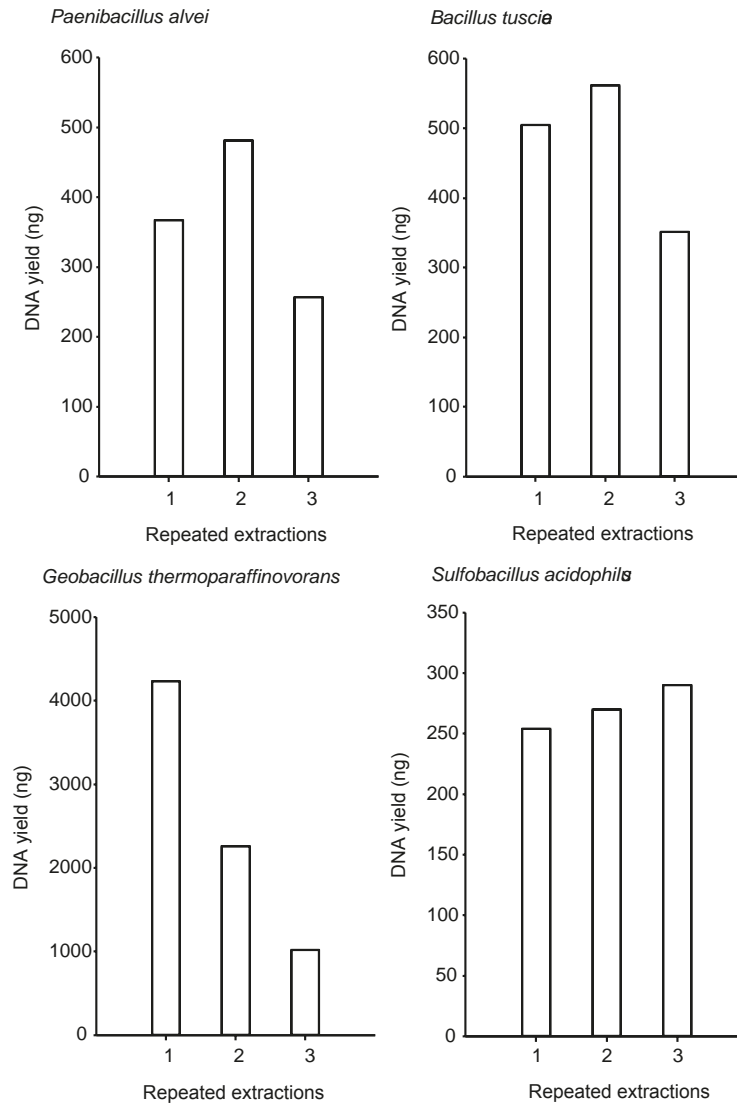 Paenibacillus alvei
600
500
400
300
200
100
0
DNA yield (ng)
1 2 3
Repeated extractions
Bacillus tusciae
600
500
400
300
200
100
0
DNA yield (ng)
1 2 3
Repeated extractions
Geobacillus thermoparaffinovorans
5000
4000
3000
2000
1000
0
DNA yield (ng)
1 2 3
Repeated extractions
Sulfobacillus acidophilus
350
300
250
200
150
100
50
0
DNA yield (ng)
1 2 3
Repeated extractions